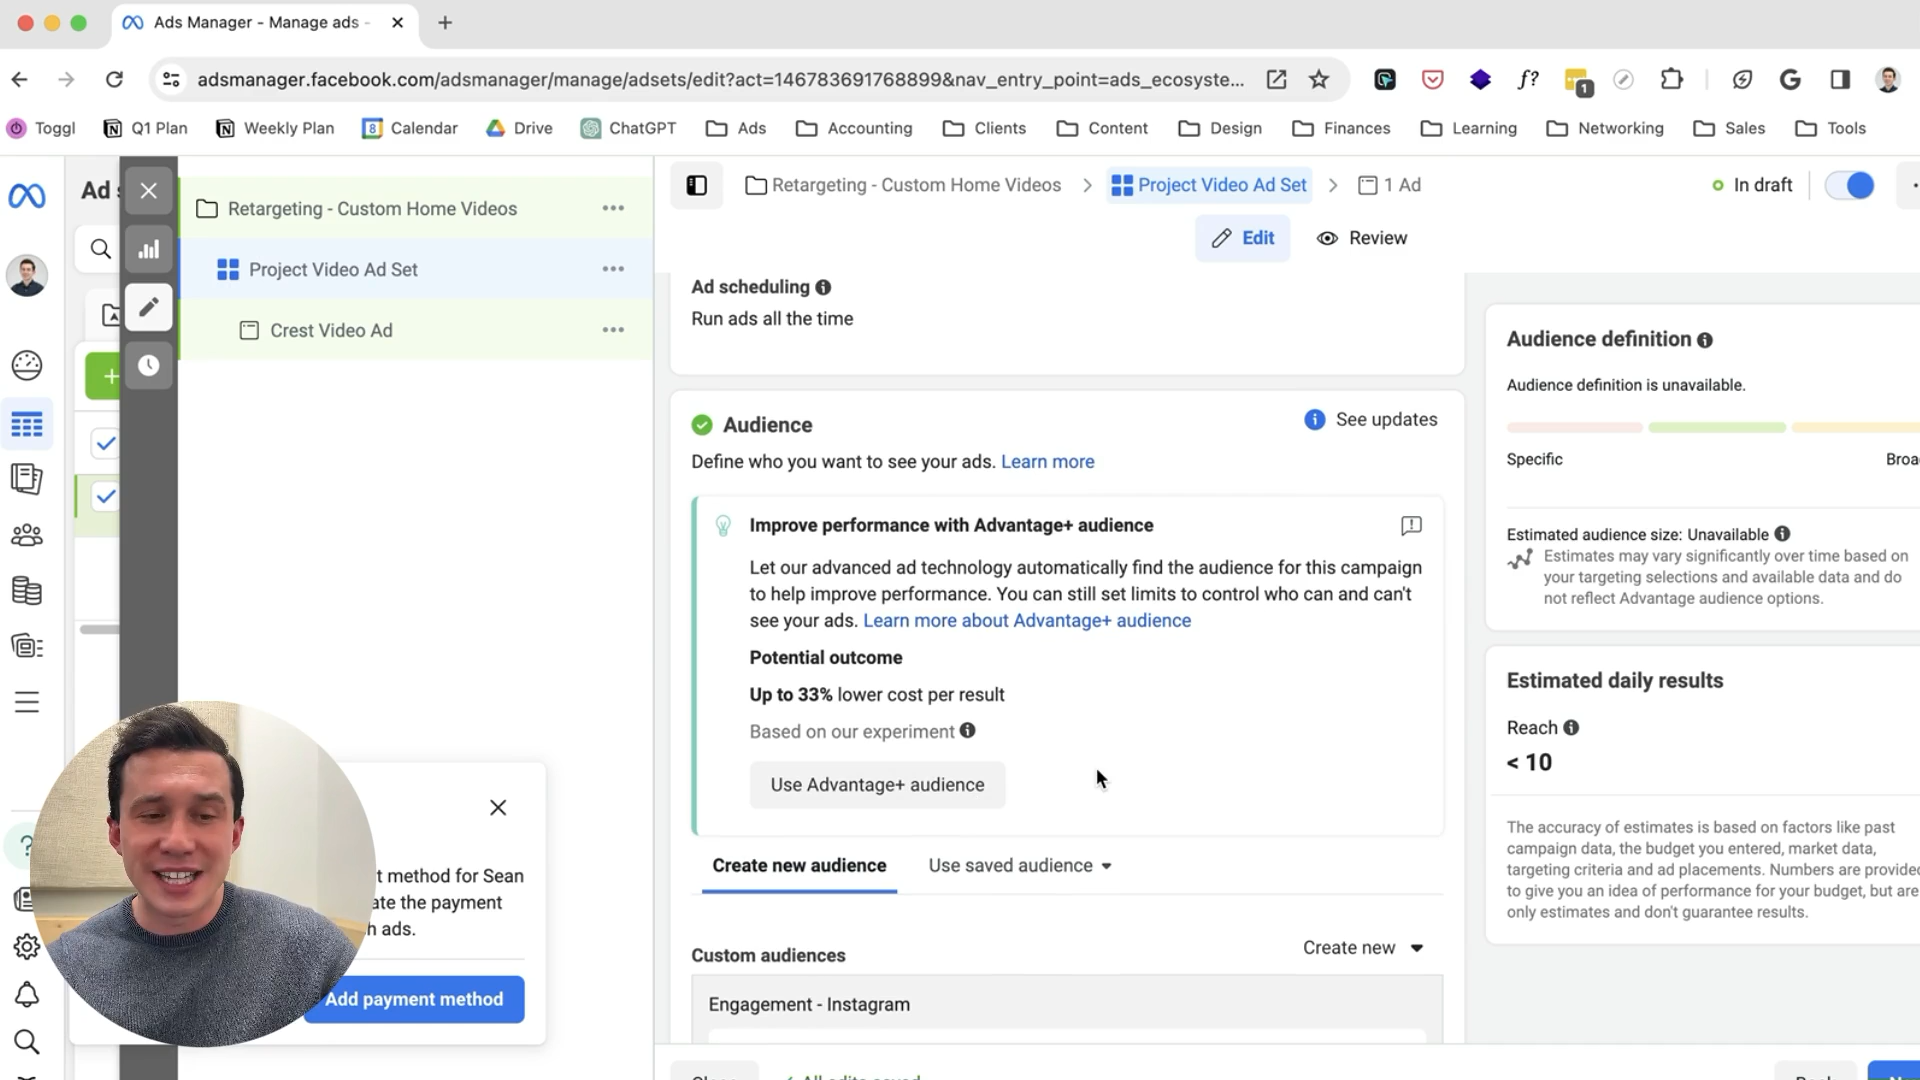 Ads Manager - Manage ads -
adsmanager.facebook.com/adsmanager/manage/adsets/edit?act=146783691768899&nav_entry_point=ads_ecosyste...
f?
1
Toggl
Q1 Plan
Weekly Plan
8
Calendar
Drive
ChatGPT
Ads
Accounting
Clients
Content
Design
Finances
Learning
Networking
Sales
Tools
Ad
Retargeting - Custom Home Videos
Project Video Ad Set
Crest Video Ad
Retargeting - Custom Home Videos
Project Video Ad Set
1 Ad
In draft
Edit
Review
Ad scheduling
Run ads all the time
Audience
See updates
Define who you want to see your ads. Learn more
Improve performance with Advantage+ audience
Let our advanced ad technology automatically find the audience for this campaign
to help improve performance. You can still set limits to control who can and can't
see your ads. Learn more about Advantage+ audience
Potential outcome
Up to 33% lower cost per result
Based on our experiment
Use Advantage+ audience
Create new audience
Use saved audience
Custom audiences
Create new
Engagement - Instagram
All edits saved
Audience definition
Audience definition is unavailable.
Specific
Broa
Estimated audience size: Unavailable
Estimates may vary significantly over time based on
your targeting selections and available data and do
not reflect Advantage audience options.
Estimated daily results
Reach
< 10
The accuracy of estimates is based on factors like past
campaign data, the budget you entered, market data,
targeting criteria and ad placements. Numbers are provided
to give you an idea of performance for your budget, but are
only estimates and don't guarantee results.
t method for Sean
ate the payment
h ads.
Add payment method